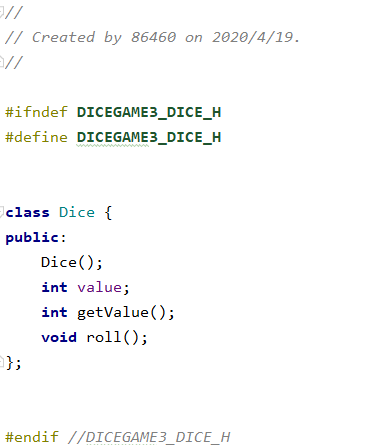 //
// Created by 86460 on 2020/4/19.
//
#ifndef DICEGAME3_DICE_H
#define DICEGAME3_DICE_H
class Dice {
public:
    Dice();
    int value;
    int getValue();
    void roll();
};
#endif //DICEGAME3_DICE_H